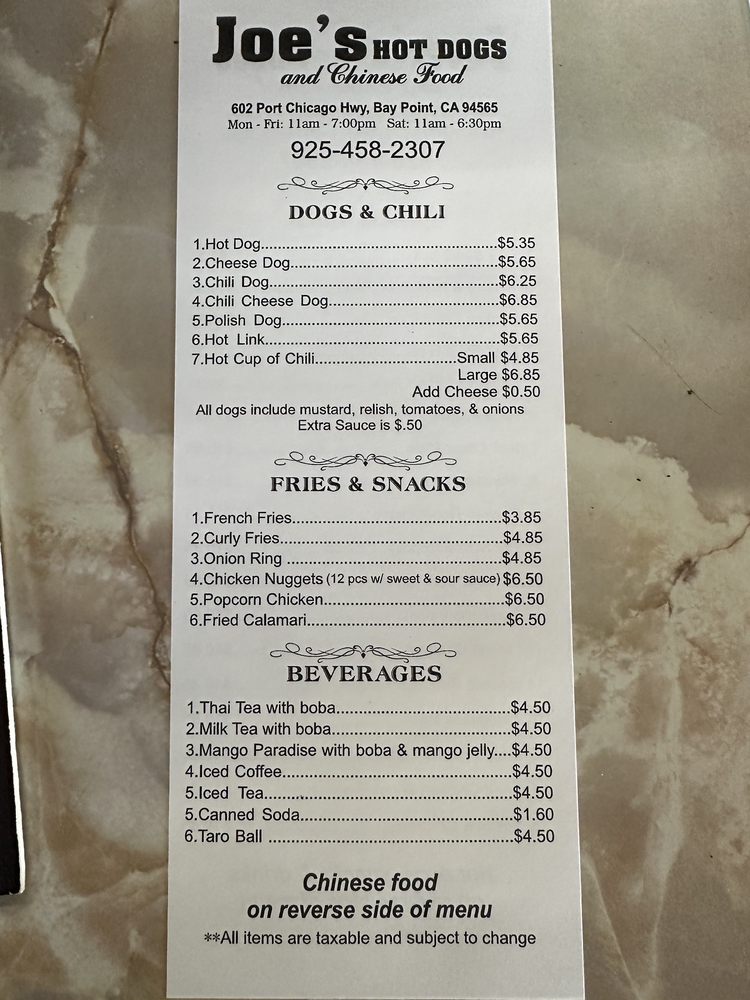 Joe's HOT DOGS
and Chinese Food
602 Port Chicago Hwy, Bay Point, CA 94565
Mon - Fri: 11am - 7:00pm Sat: 11am - 6:30pm
925-458-2307
DOGS & CHILI
1.Hot Dog..................................................$5.35
2.Cheese Dog............................................$5.65
3.Chili Dog.................................................$6.25
4.Chili Cheese Dog....................................$6.85
5.Polish Dog..............................................$5.65
6.Hot Link..................................................$5.65
7.Hot Cup of Chili..............................Small $4.85
Large $6.85
Add Cheese $0.50
All dogs include mustard, relish, tomatoes, & onions
Extra Sauce is $.50
FRIES & SNACKS
1.French Fries............................................$3.85
2.Curly Fries...............................................$4.85
3.Onion Ring ..............................................$4.85
4.Chicken Nuggets (12 pcs w/ sweet & sour sauce) $6.50
5.Popcorn Chicken......................................$6.50
6.Fried Calamari..........................................$6.50
BEVERAGES
1.Thai Tea with boba.....................................$4.50
2.Milk Tea with boba......................................$4.50
3.Mango Paradise with boba & mango jelly....$4.50
4.Iced Coffee.................................................$4.50
5.Iced Tea.....................................................$4.50
5.Canned Soda.............................................$1.60
6.Taro Ball ....................................................$4.50
Chinese food
on reverse side of menu
**All items are taxable and subject to change